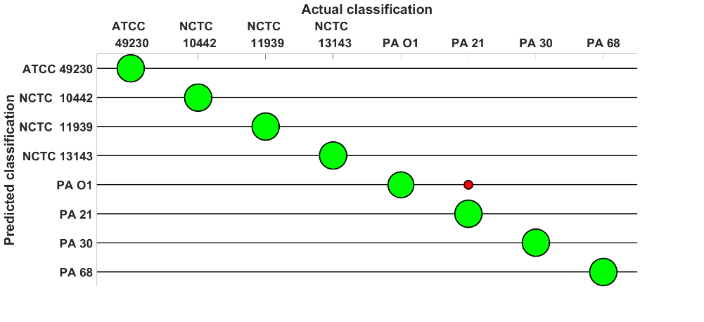 Actual classification
ATCC NCTC NCTC NCTC
49230 10442 11939 13143 PA O1 PA 21 PA 30 PA 68
Predicted classification
ATCC 49230
NCTC 10442
NCTC 11939
NCTC 13143
PA O1
PA 21
PA 30
PA 68